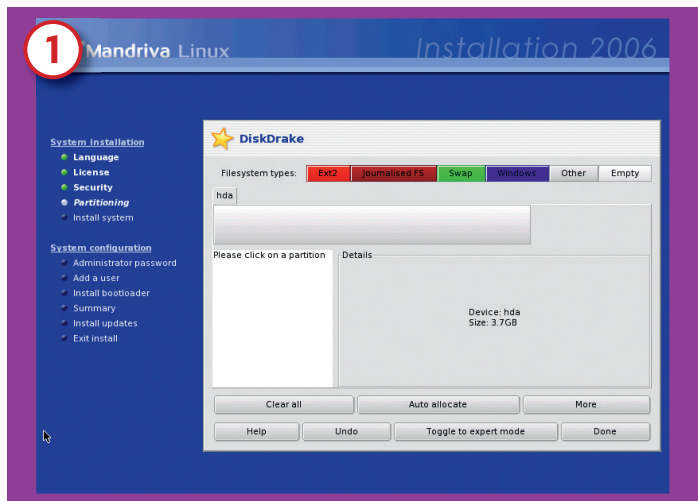 1
Mandriva Linux
Installation 2006
System installation
Language
License
Security
Partitioning
Install system
System configuration
Administrator password
Add a user
Install bootloader
Summary
Install updates
Exit install
DiskDrake
Filesystem types: Ext2 Journalised FS Swap Windows Other Empty
hda
Please click on a partition
Details
Device: hda
Size: 3.7GB
Clear all Auto allocate More
Help Undo Toggle to expert mode Done